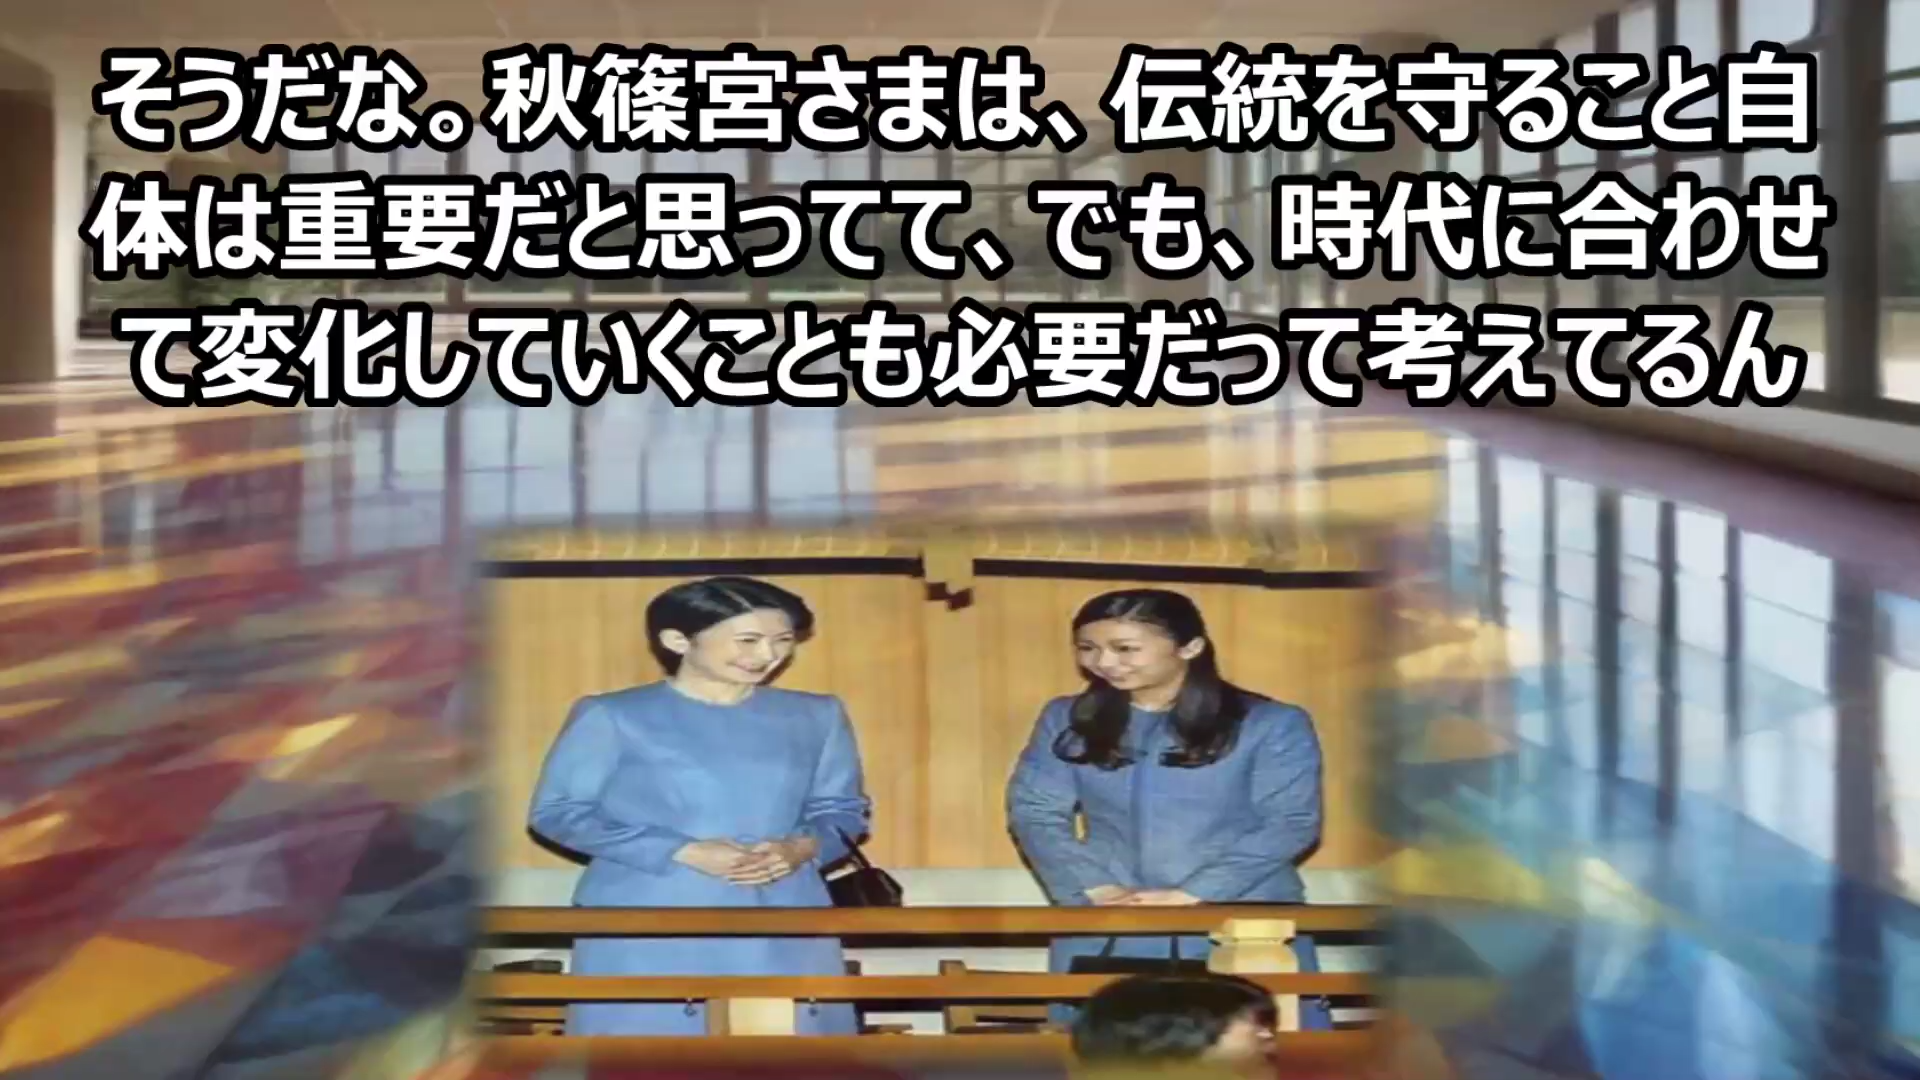 そうだな。秋篠宮さまは、伝統を守ること自
体は重要だと思ってて、でも、時代に合わせ
て変化していくことも必要だって考えてるん